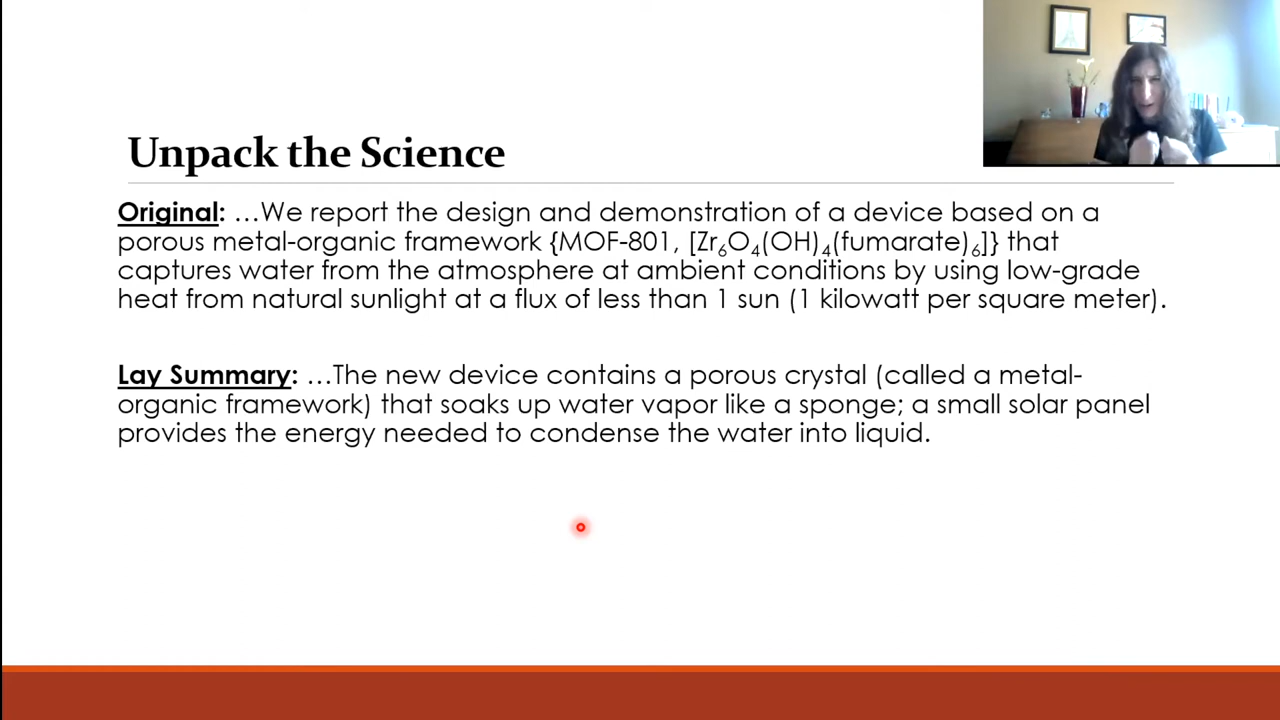 Unpack the Science
Original: …We report the design and demonstration of a device based on a
porous metal-organic framework {MOF-801, [Zr₆O₄(OH)₄(fumarate)₆]} that
captures water from the atmosphere at ambient conditions by using low-grade
heat from natural sunlight at a flux of less than 1 sun (1 kilowatt per square meter).
Lay Summary: …The new device contains a porous crystal (called a metal-
organic framework) that soaks up water vapor like a sponge; a small solar panel
provides the energy needed to condense the water into liquid.